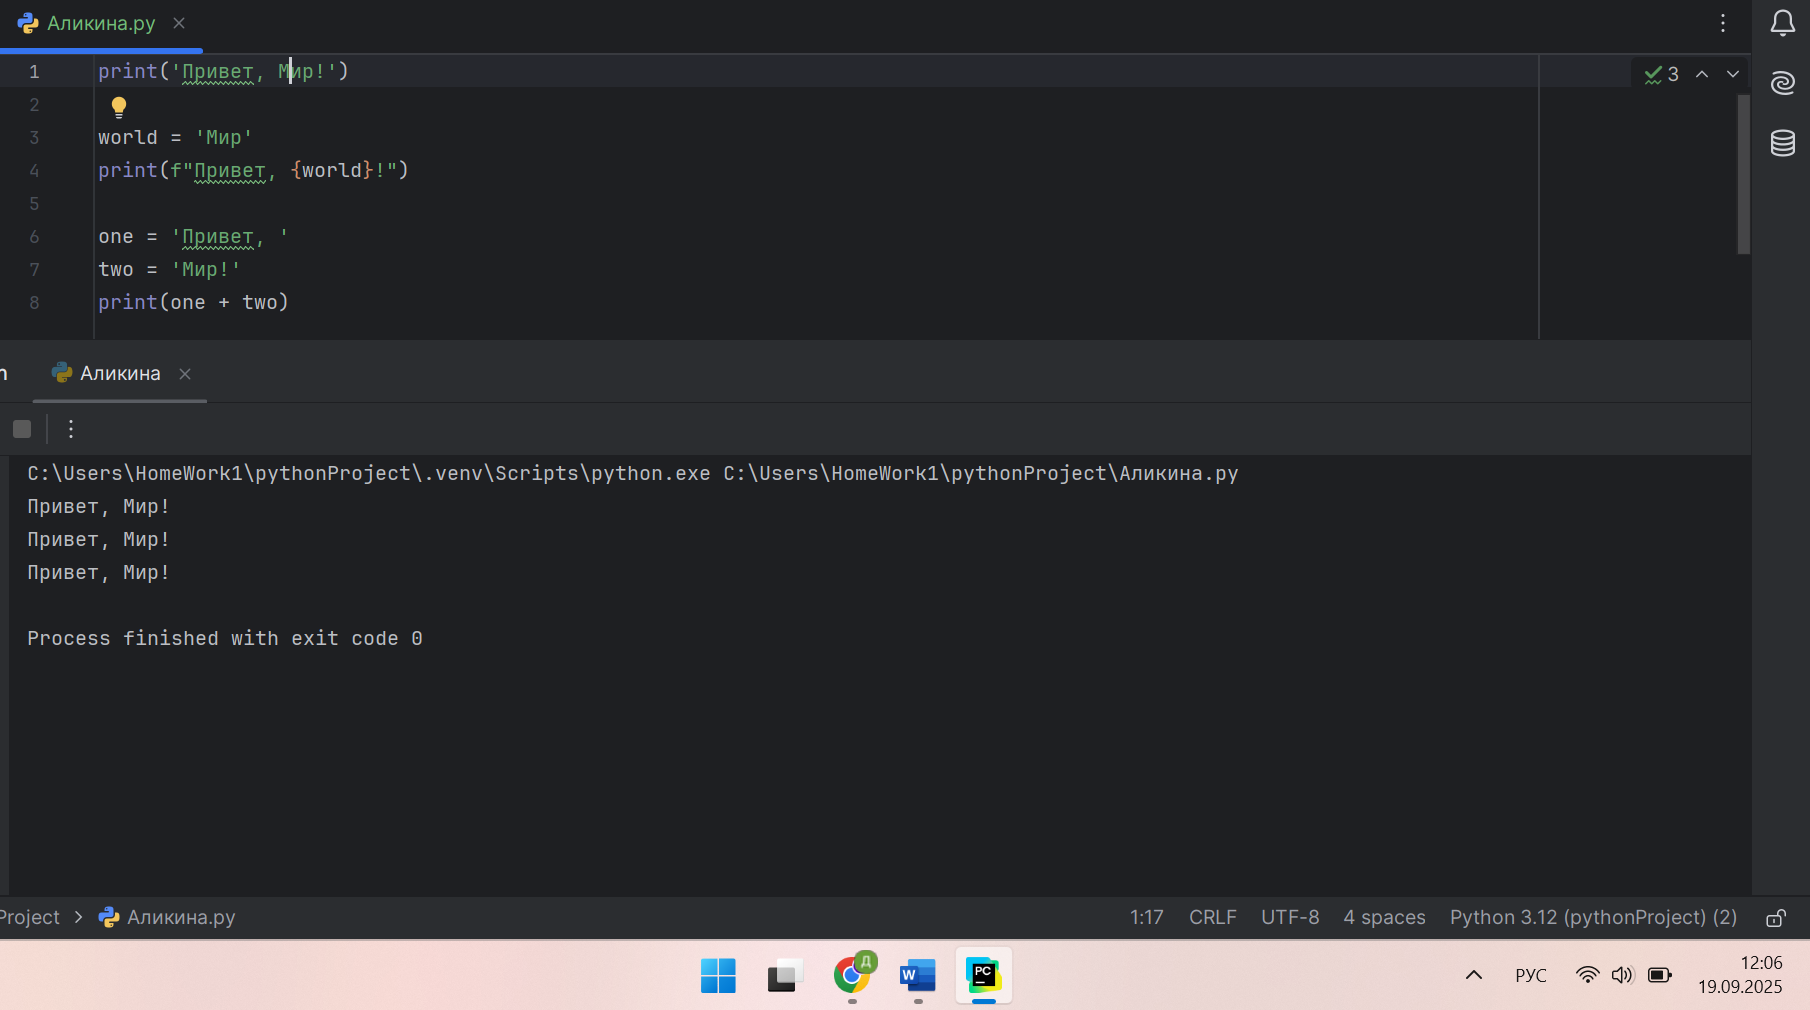 Аликина.py
1 print('Привет, Мир!')
3
2
3 world = 'Мир'
4 print(f"Привет, {world}!")
5
6 one = 'Привет, '
7 two = 'Мир!'
8 print(one + two)
n Аликина
C:\Users\HomeWork1\pythonProject\.venv\Scripts\python.exe C:\Users\HomeWork1\pythonProject\Аликина.py
Привет, Мир!
Привет, Мир!
Привет, Мир!
Process finished with exit code 0
Project > Аликина.py 1:17 CRLF UTF-8 4 spaces Python 3.12 (pythonProject) (2)
Д
W
PC
РУС
12:06
19.09.2025